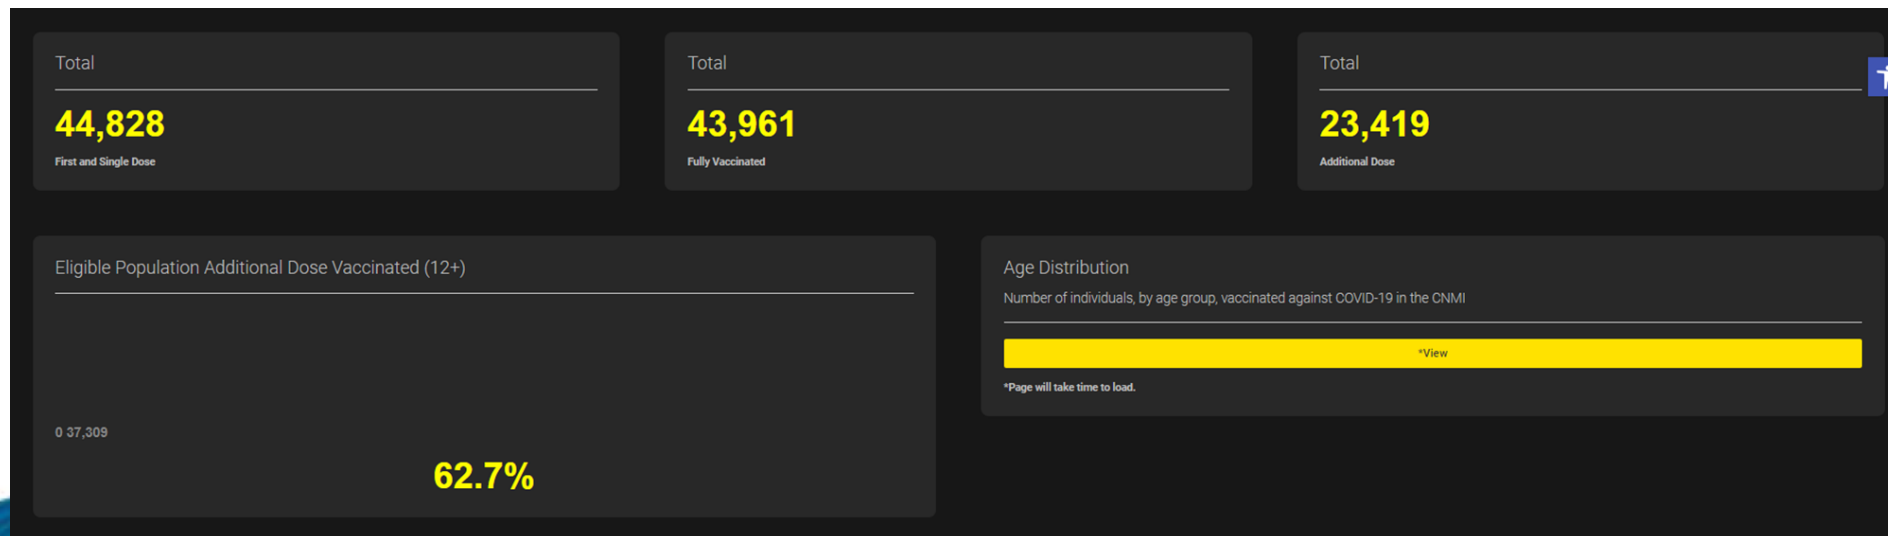 Total
44,828
First and Single Dose
Total
43,961
Fully Vaccinated
Total
23,419
Additional Dose
Eligible Population Additional Dose Vaccinated (12+)
0 37,309
62.7%
Age Distribution
Number of individuals, by age group, vaccinated against COVID-19 in the CNMI
*View
*Page will take time to load.